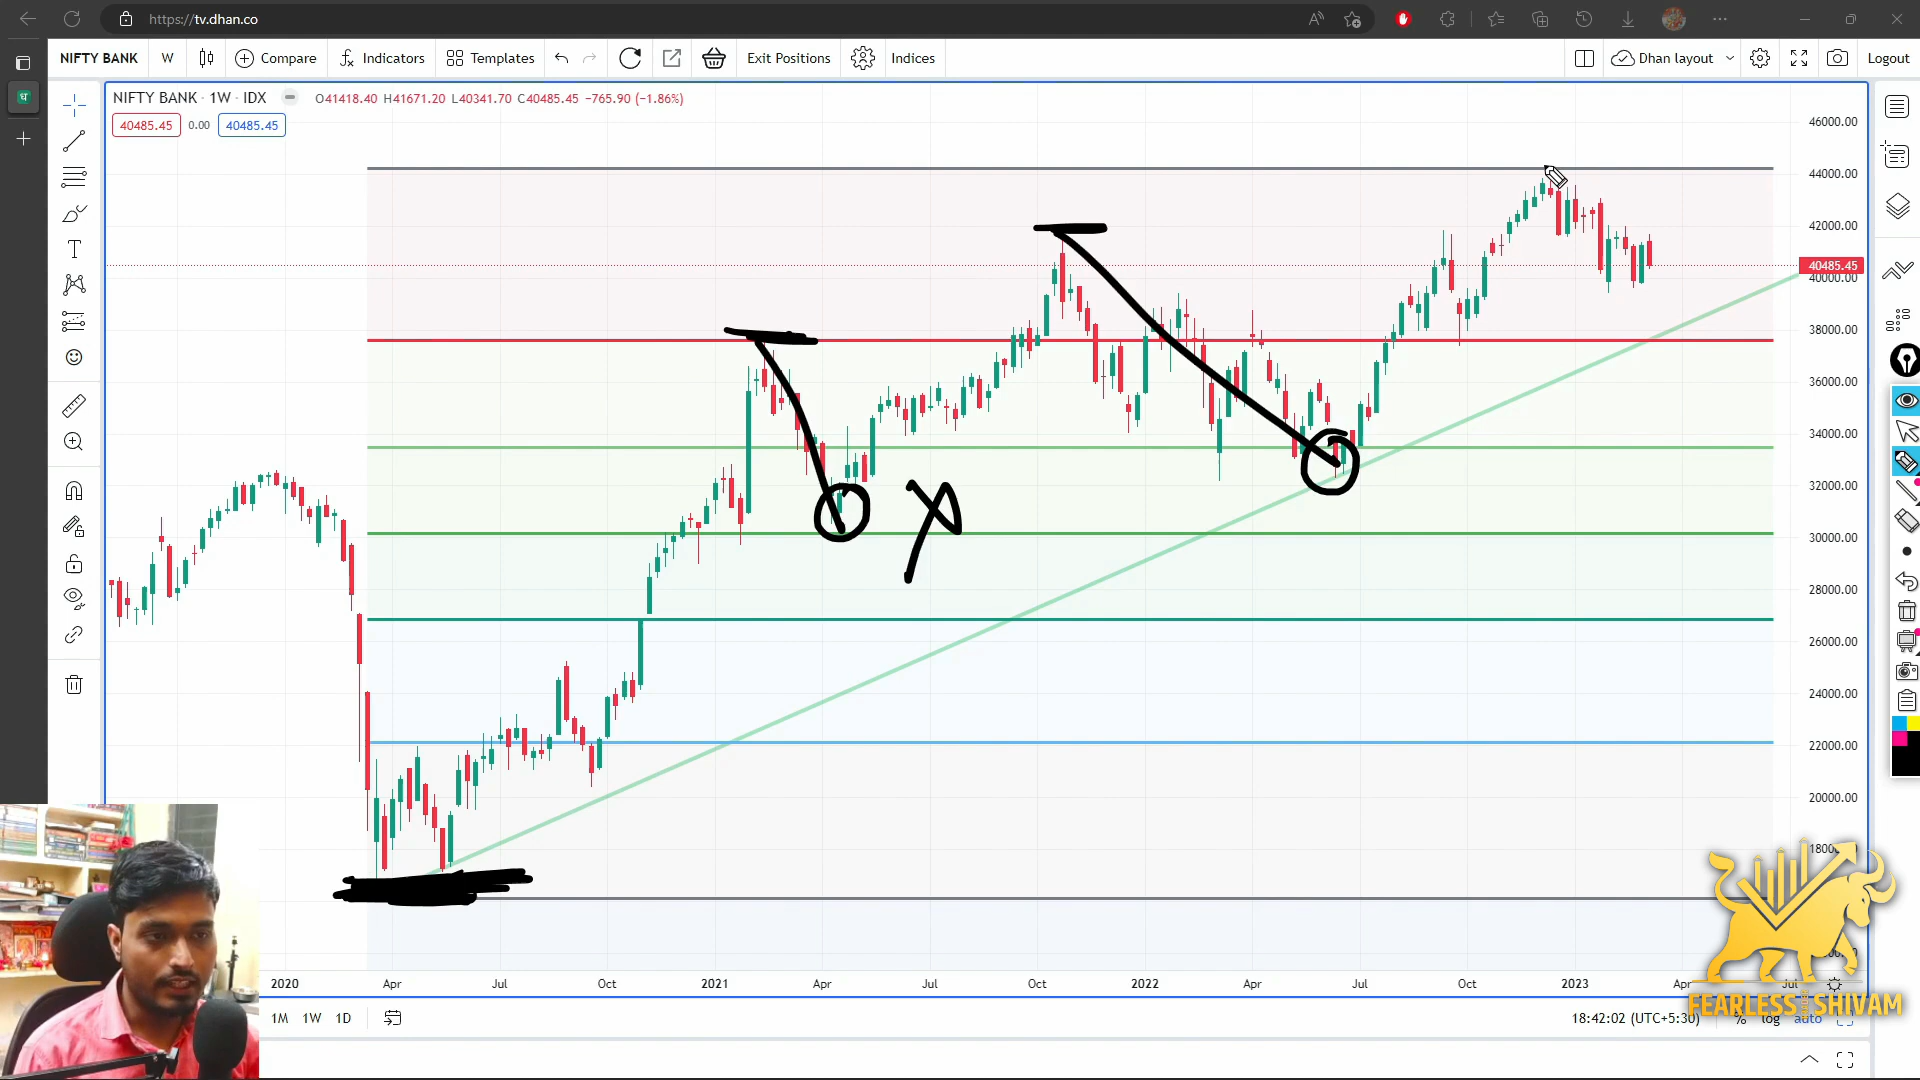 https://tv.dhan.co
NIFTY BANK W Compare Indicators Templates Exit Positions Indices Dhan layout Logout
NIFTY BANK · 1W · IDX O41418.40 H41671.20 L40341.70 C40485.45 −765.90 (−1.86%)
40485.45 0.00 40485.45
46000.00
44000.00
42000.00
40485.45
40000.00
38000.00
36000.00
34000.00
32000.00
30000.00
28000.00
26000.00
24000.00
22000.00
20000.00
2020 Apr Jul Oct 2021 Apr Jul Oct 2022 Apr Jul Oct 2023 Apr Jul
FEARLESS SHIVAM
1M 1W 1D 18:42:02 (UTC+5:30) % log auto